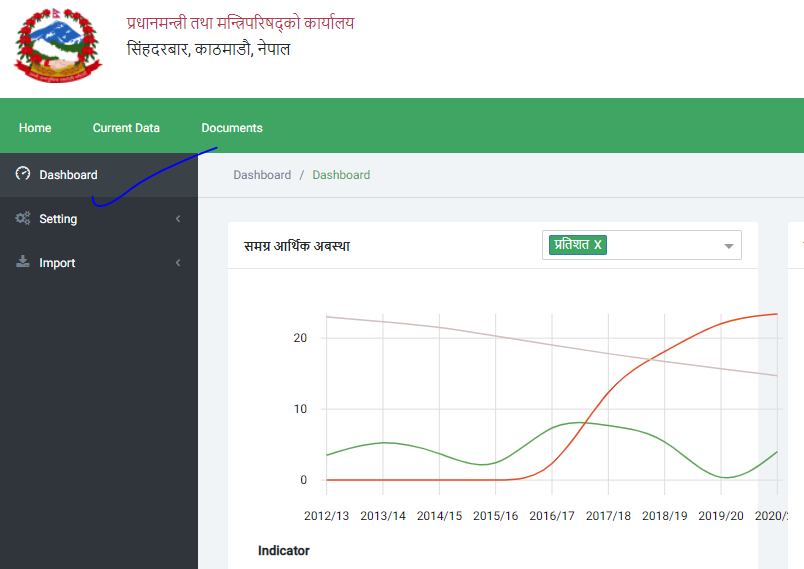 प्रधानमन्त्री तथा मन्त्रिपरिषद्को कार्यालय
सिंहदरबार, काठमाडौ, नेपाल
Home Current Data Documents
Dashboard
Dashboard / Dashboard
Setting
Import
समग्र आर्थिक अबस्था
प्रतिशत X
20
10
0
2012/13 2013/14 2014/15 2015/16 2016/17 2017/18 2018/19 2019/20 2020/
Indicator